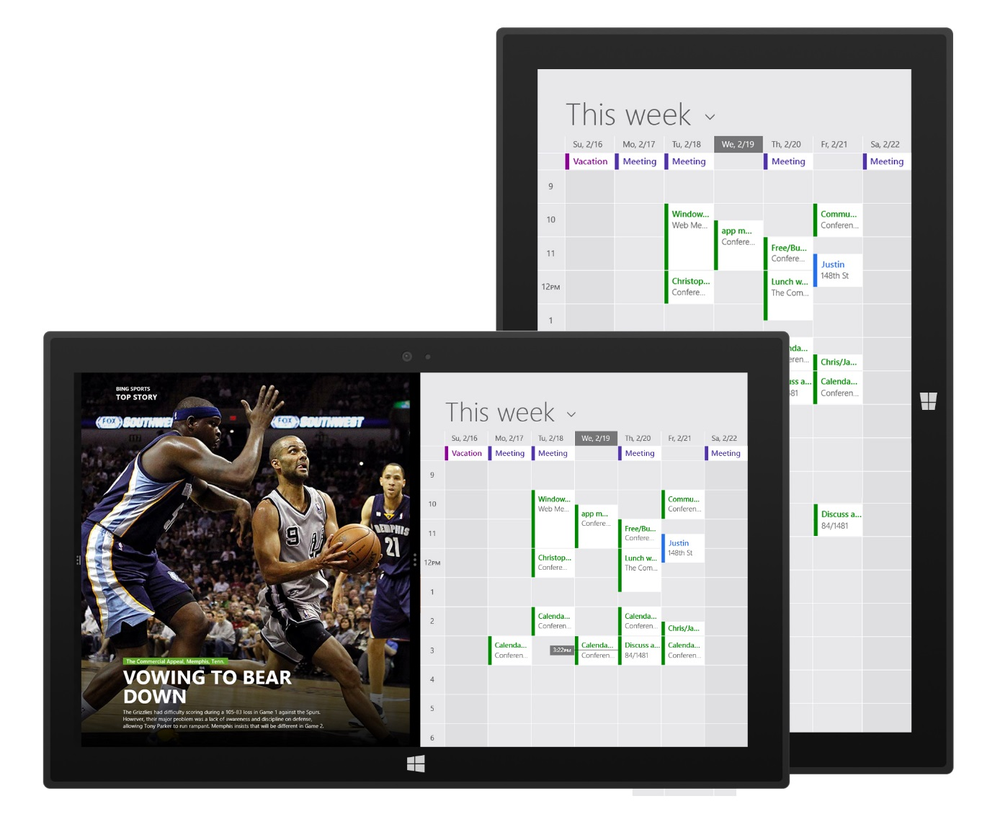 This week
Su, 2/16 Mo, 2/17 Tu, 2/18 We, 2/19 Th, 2/20 Fr, 2/21 Sa, 2/22
Vacation Meeting Meeting Meeting Meeting
9
10 Window... Commu...
Web Me... Conferen...
app m...
Confere...
11 Free/Bu...
Confere... Justin
148th St
12PM Christop... Lunch w...
Confere... The Com...
1
nda... Chris/Ja...
eren...
uss a... Calenda...
481 Conferen...
Discuss a...
84/1481
BING SPORTS
TOP STORY
FOX SOUTHWEST FOX SOUTHWEST
9
MEMPHIS
21
The Commercial Appeal, Memphis, Tenn.
VOWING TO BEAR
DOWN
The Grizzlies had difficulty scoring during a 105-83 loss in Game 1 against the Spurs.
However, their major problem was a lack of awareness and discipline on defense,
allowing Tony Parker to run rampant. Memphis insists that will be different in Game 2.
This week
Su, 2/16 Mo, 2/17 Tu, 2/18 We, 2/19 Th, 2/20 Fr, 2/21 Sa, 2/22
Vacation Meeting Meeting Meeting Meeting
9
10 Window... Commu...
Web Me... Conferen...
app m...
Confere...
11 Free/Bu...
Confere... Justin
148th St
12PM Christop... Lunch w...
Confere... The Com...
1
2 Calenda... Calenda...
Conferen... Conferen... Chris/Ja...
3 Calenda... 3:22PM Calenda... Discuss a... Calenda...
Conferen... Conferen... 84/1481 Conferen...
4
5
6